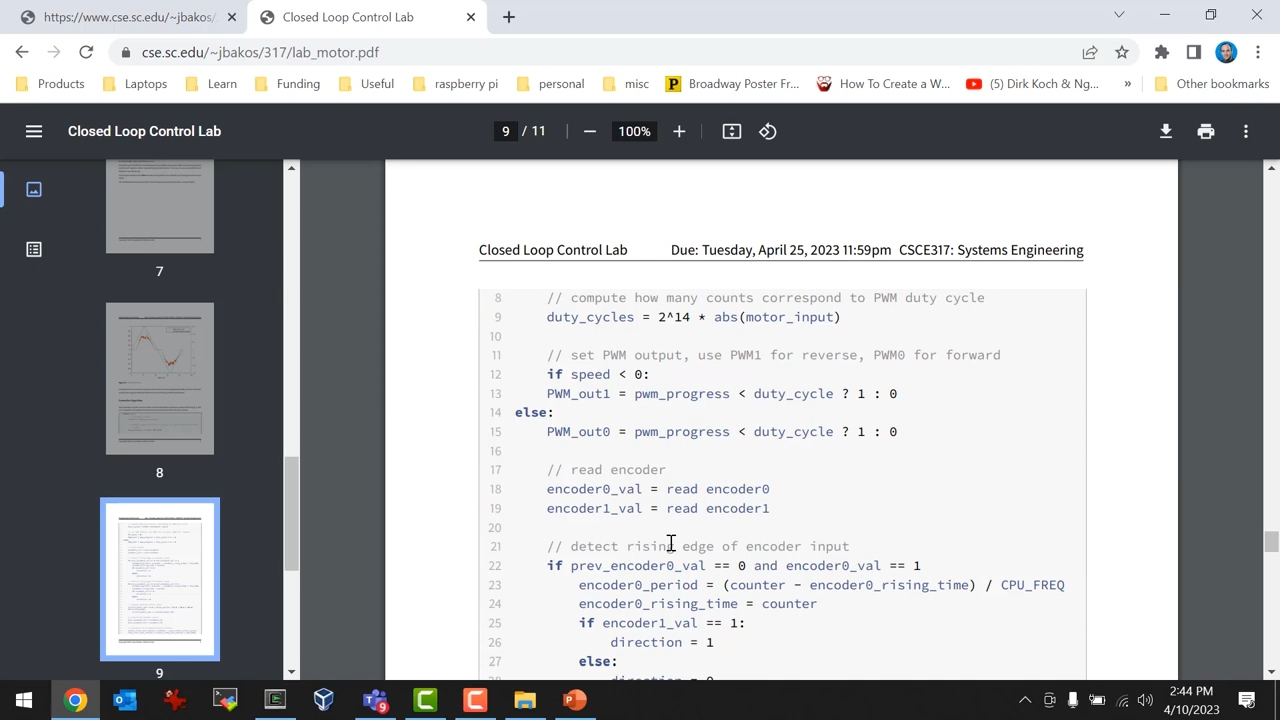 https://www.cse.sc.edu/~jbakos/
Closed Loop Control Lab
cse.sc.edu/~jbakos/317/lab_motor.pdf
Products
Laptops
Learn
Funding
Useful
raspberry pi
personal
misc
Broadway Poster Fr...
How To Create a W...
(5) Dirk Koch & Ng...
»
Other bookmarks
Closed Loop Control Lab
9 / 11
100%
7
8
9
Closed Loop Control Lab Due: Tuesday, April 25, 2023 11:59pm CSCE317: Systems Engineering
8 // compute how many counts correspond to PWM duty cycle
9 duty_cycles = 2^14 * abs(motor_input)
10
11 // set PWM output, use PWM1 for reverse, PWM0 for forward
12 if speed < 0:
13 PWM_out1 = pwm_progress < duty_cycle ? 1 : 0
14 else:
15 PWM_out0 = pwm_progress < duty_cycle ? 1 : 0
16
17 // read encoder
18 encoder0_val = read encoder0
19 encoder1_val = read encoder1
20
21 // detect rising edge of encoder input
22 if prev_encoder0_val == 0 and encoder0_val == 1
23 encoder0_period = (counter - encoder0_rising_time) / CPU_FREQ
24 encoder0_rising_time = counter
25 if encoder1_val == 1:
26 direction = 1
27 else:
28 direction = 0
2:44 PM
4/10/2023